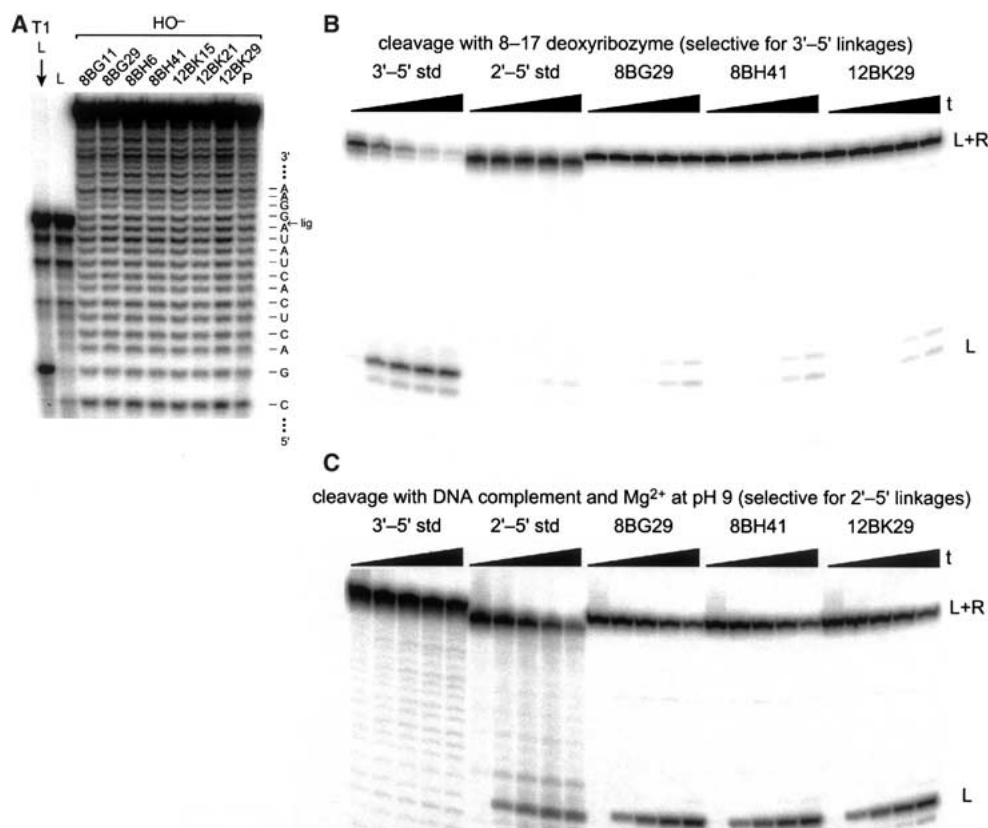 A
T1
L
L
HO–
8BG11
8BG29
8BH6
8BH41
12BK15
12BK21
12BK29
P
3'
A
A
G
G
←lig
A
U
A
U
C
A
C
U
C
A
G
C
5'
B
cleavage with 8–17 deoxyribozyme (selective for 3'–5' linkages)
3'–5' std 2'–5' std 8BG29 8BH41 12BK29
t
L+R
L
C
cleavage with DNA complement and Mg²⁺ at pH 9 (selective for 2'–5' linkages)
3'–5' std 2'–5' std 8BG29 8BH41 12BK29
t
L+R
L